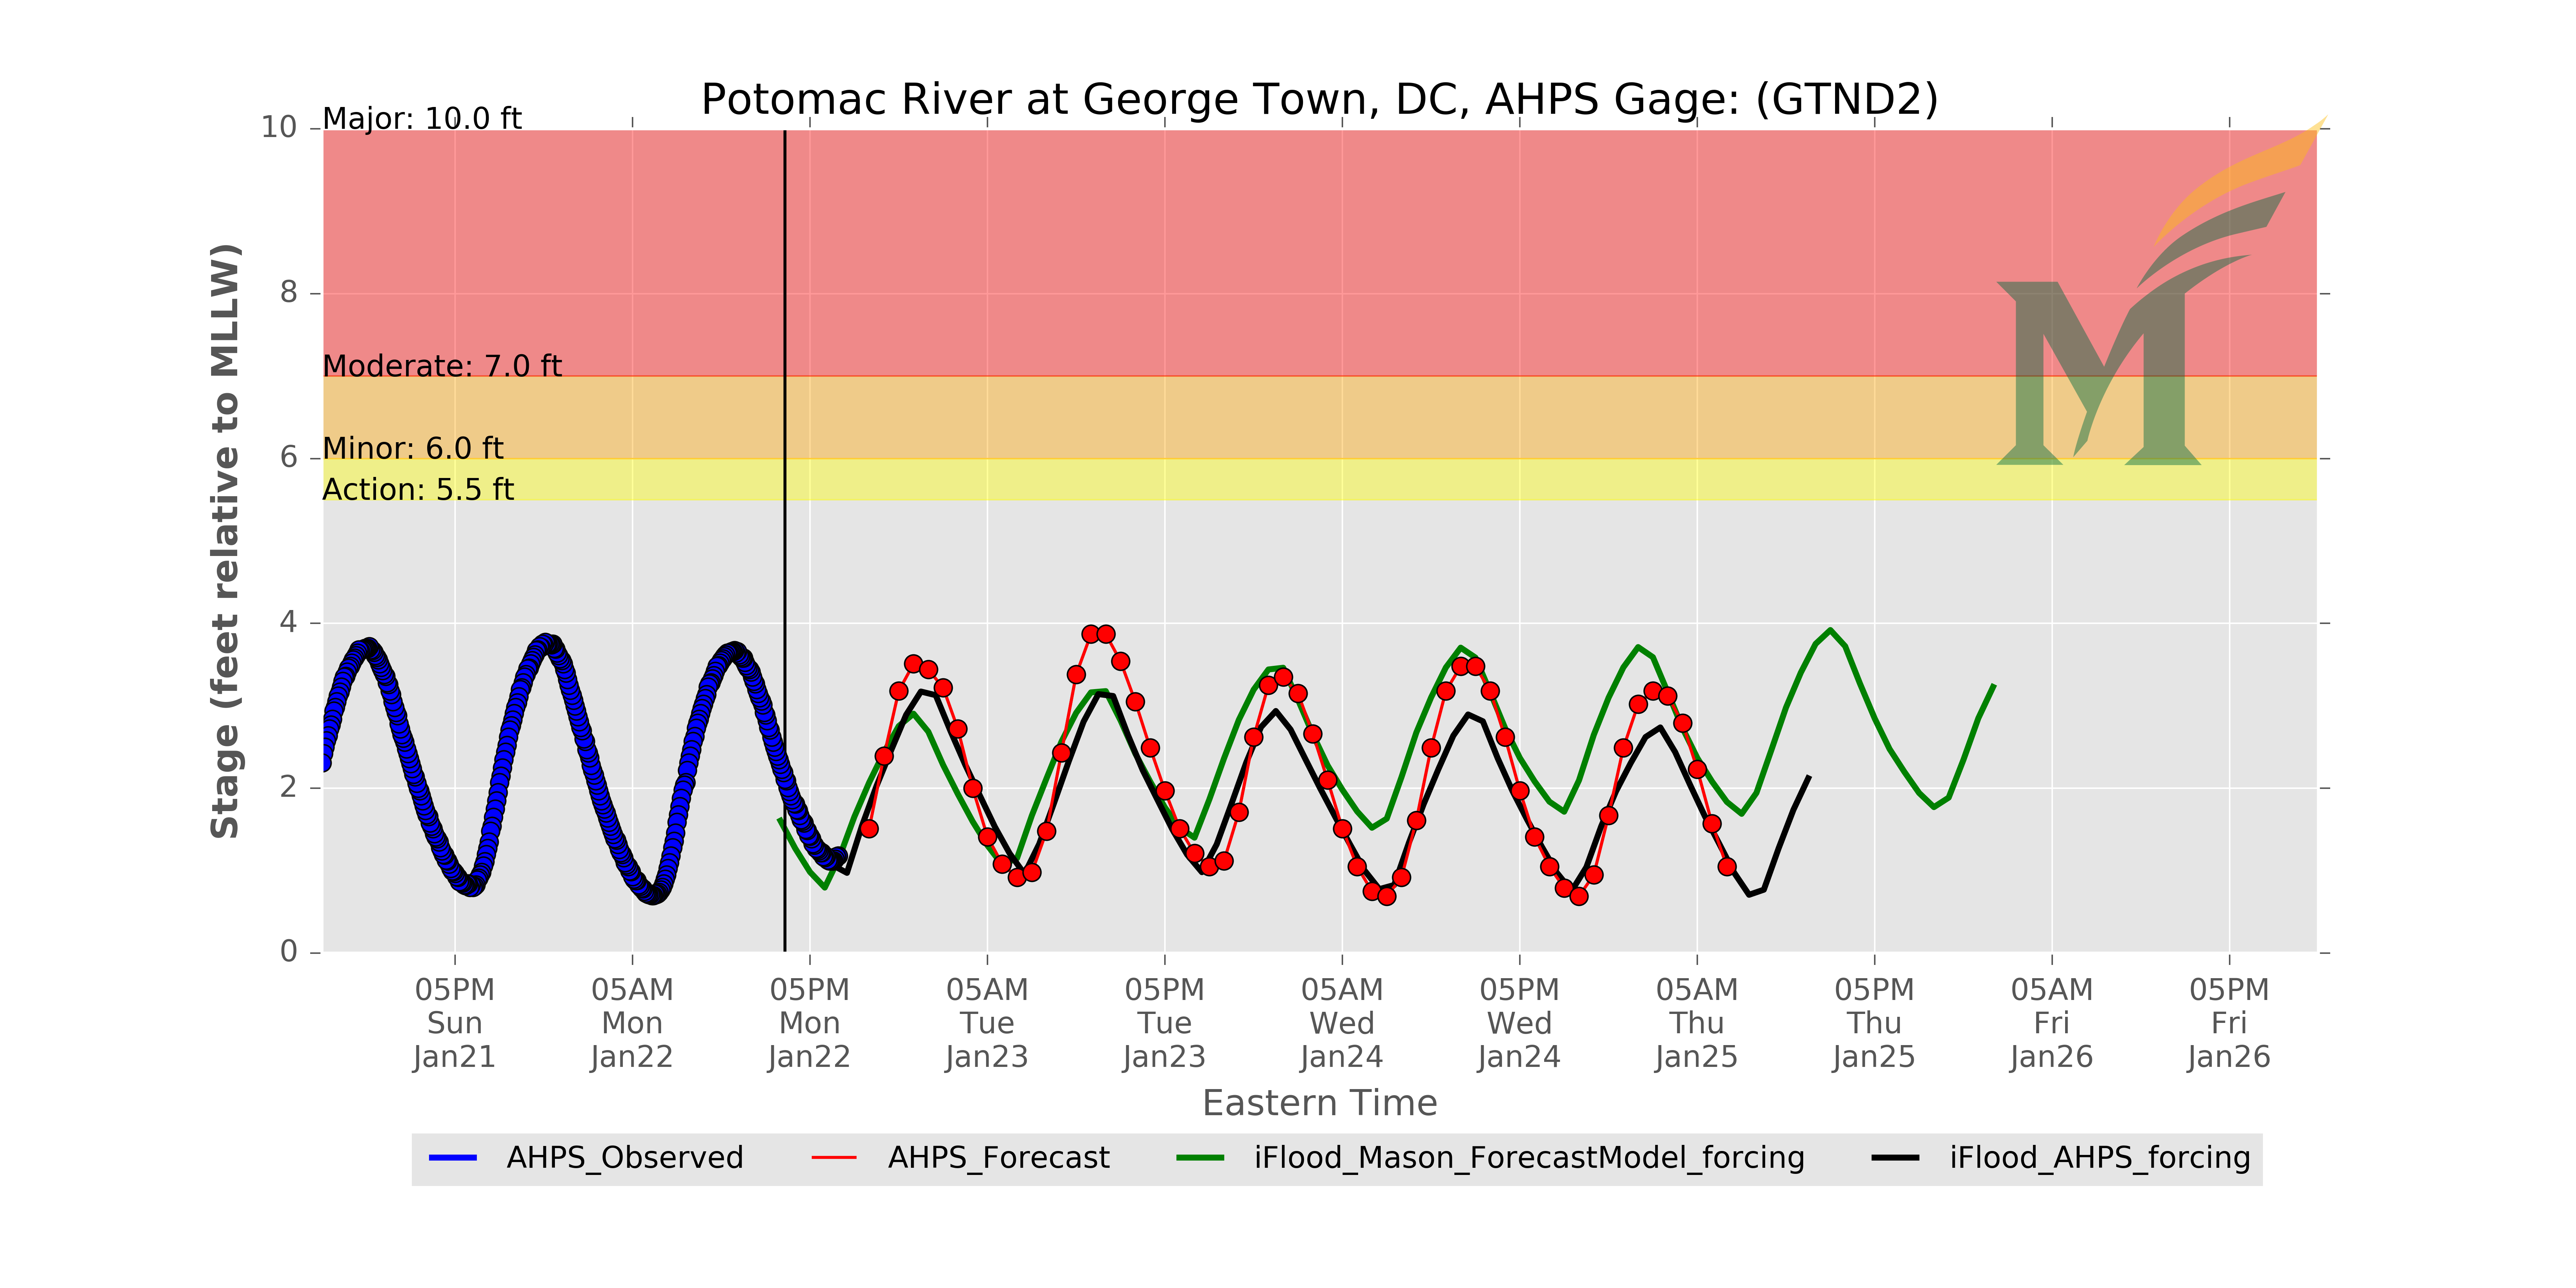 Potomac River at George Town, DC, AHPS Gage: (GTND2)
Major: 10.0 ft
Moderate: 7.0 ft
Minor: 6.0 ft
Action: 5.5 ft
Stage (feet relative to MLLW)
10
8
6
4
2
0
05PM 05AM 05PM 05AM 05PM 05AM 05PM 05AM 05PM 05AM 05PM
Sun Mon Mon Tue Tue Wed Wed Thu Thu Fri Fri
Jan21 Jan22 Jan22 Jan23 Jan23 Jan24 Jan24 Jan25 Jan25 Jan26 Jan26
Eastern Time
AHPS_Observed AHPS_Forecast iFlood_Mason_ForecastModel_forcing iFlood_AHPS_forcing
M